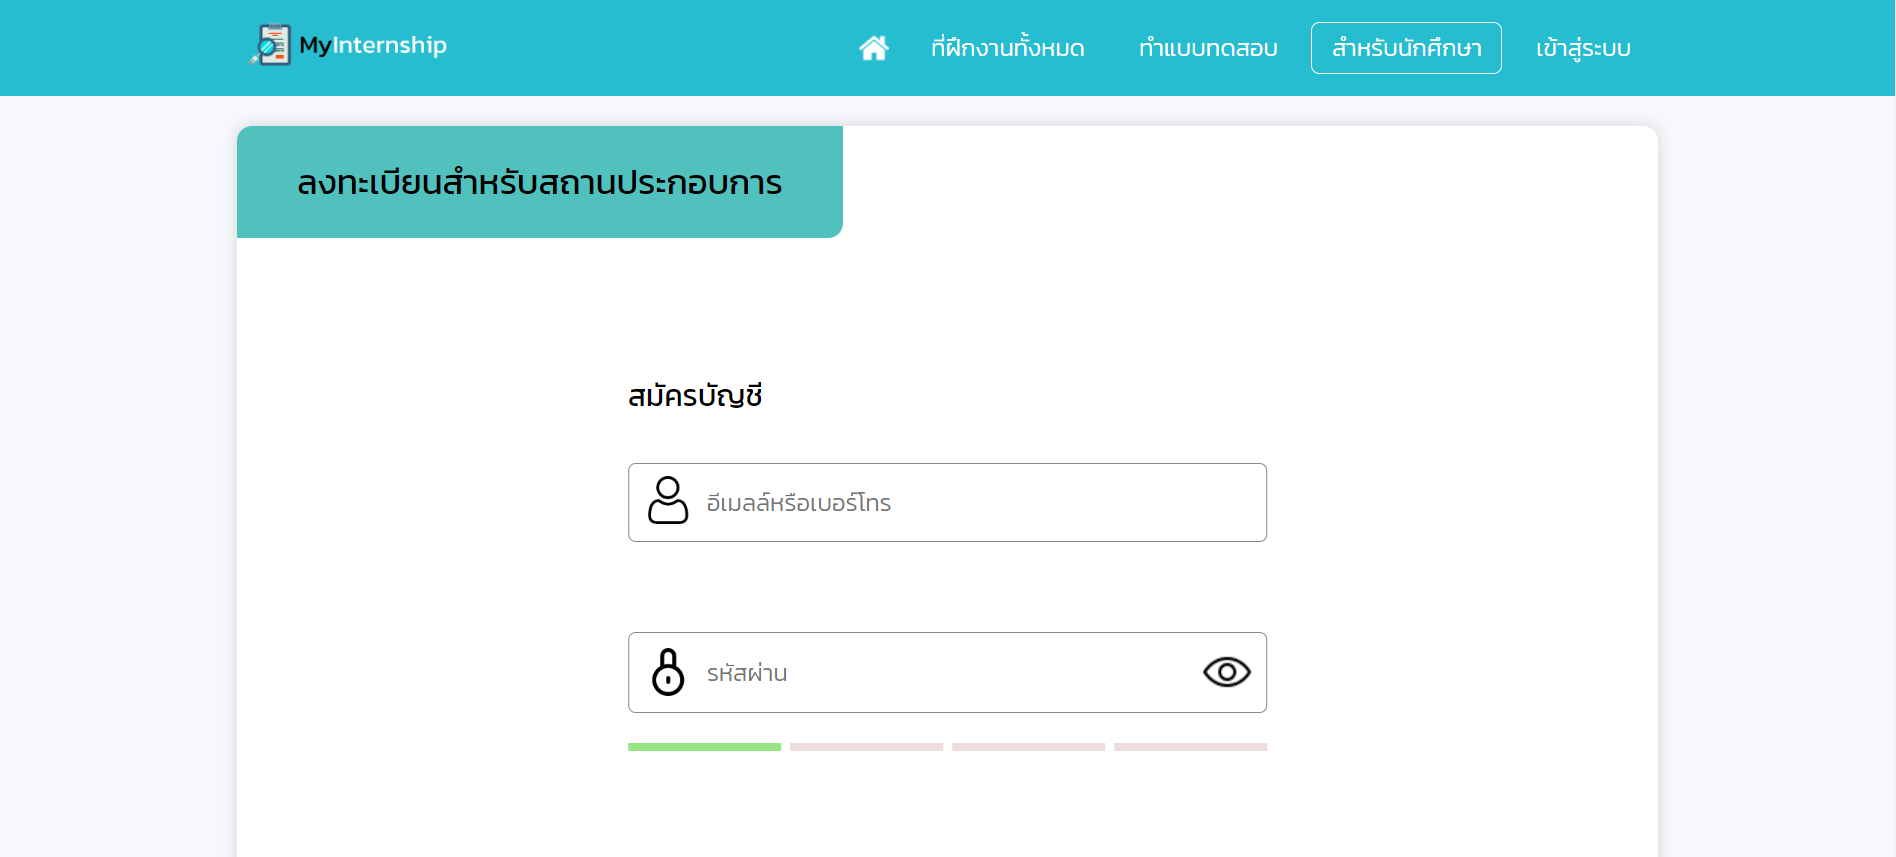 MyInternship
ที่ฝึกงานทั้งหมด
ทำแบบทดสอบ
สำหรับนักศึกษา
เข้าสู่ระบบ
ลงทะเบียนสำหรับสถานประกอบการ
สมัครบัญชี
อีเมลล์หรือเบอร์โทร
รหัสผ่าน